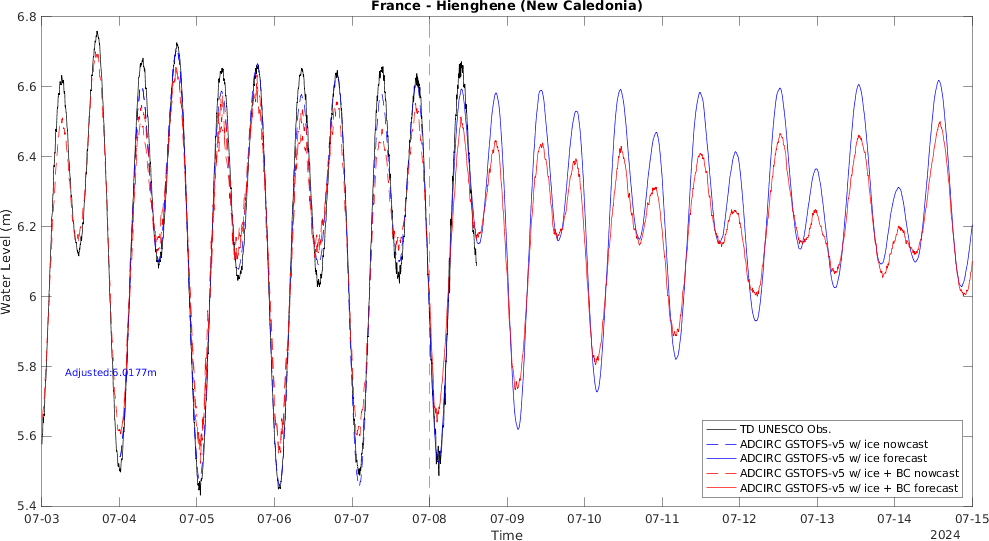 France - Hienghene (New Caledonia)
6.8
6.6
6.4
6.2
6
5.8
5.6
5.4
Water Level (m)
Adjusted:6.0177m
TD UNESCO Obs.
ADCIRC GSTOFS-v5 w/ ice nowcast
ADCIRC GSTOFS-v5 w/ ice forecast
ADCIRC GSTOFS-v5 w/ ice + BC nowcast
ADCIRC GSTOFS-v5 w/ ice + BC forecast
07-03 07-04 07-05 07-06 07-07 07-08 07-09 07-10 07-11 07-12 07-13 07-14 07-15
Time
2024